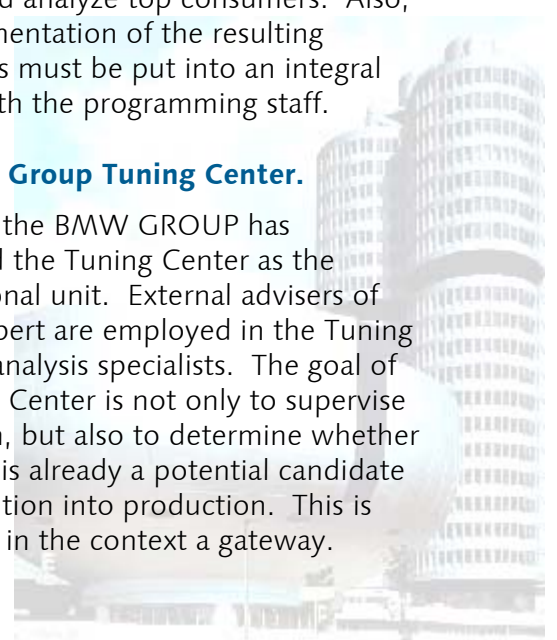 d analyze top consumers. Also,
nentation of the resulting
s must be put into an integral
th the programming staff.
Group Tuning Center.
the BMW GROUP has
d the Tuning Center as the
onal unit. External advisers of
pert are employed in the Tuning
analysis specialists. The goal of
Center is not only to supervise
n, but also to determine whether
is already a potential candidate
tion into production. This is
in the context a gateway.